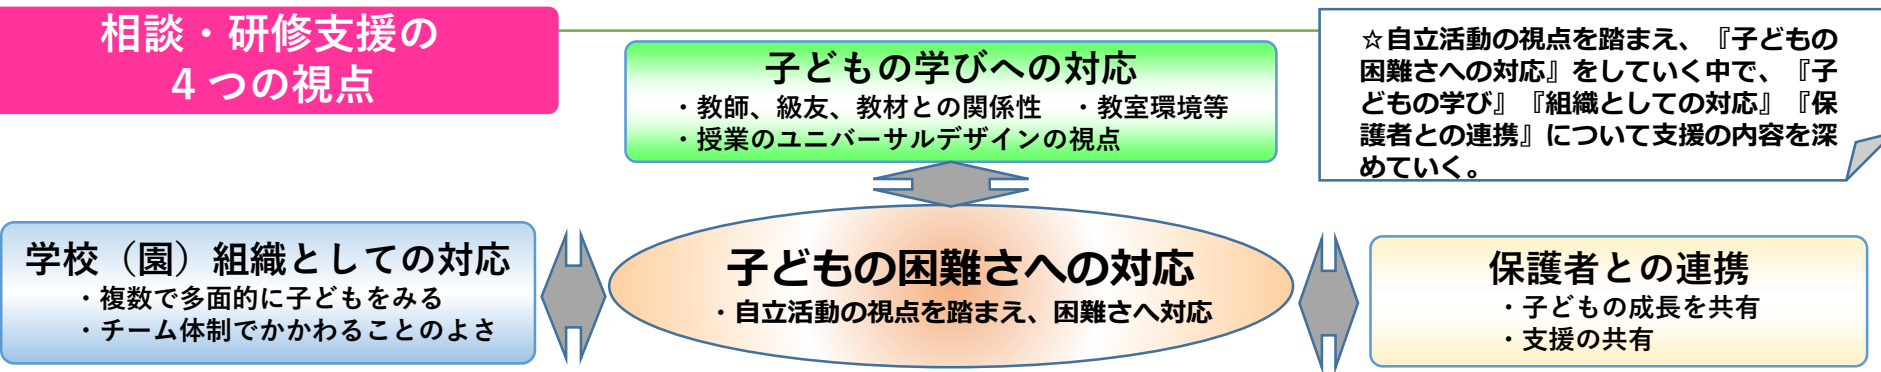 相談・研修支援の
4つの視点
子どもの学びへの対応
・教師、級友、教材との関係性　・教室環境等
・授業のユニバーサルデザインの視点
☆自立活動の視点を踏まえ、『子どもの
困難さへの対応』をしていく中で、『子
どもの学び』『組織としての対応』『保
護者との連携』について支援の内容を深
めていく。
学校（園）組織としての対応
・複数で多面的に子どもをみる
・チーム体制でかかわることのよさ
子どもの困難さへの対応
・自立活動の視点を踏まえ、困難さへ対応
保護者との連携
・子どもの成長を共有
・支援の共有